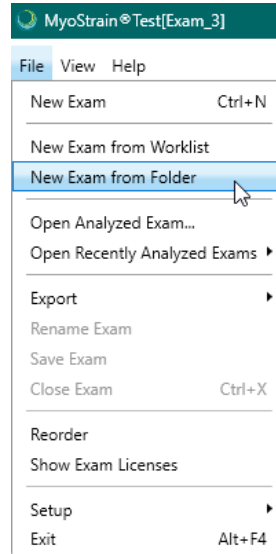 MyoStrain®Test[Exam_3]
File View Help
New Exam Ctrl+N
New Exam from Worklist
New Exam from Folder
Open Analyzed Exam...
Open Recently Analyzed Exams
Export
Rename Exam
Save Exam
Close Exam Ctrl+X
Reorder
Show Exam Licenses
Setup
Exit Alt+F4